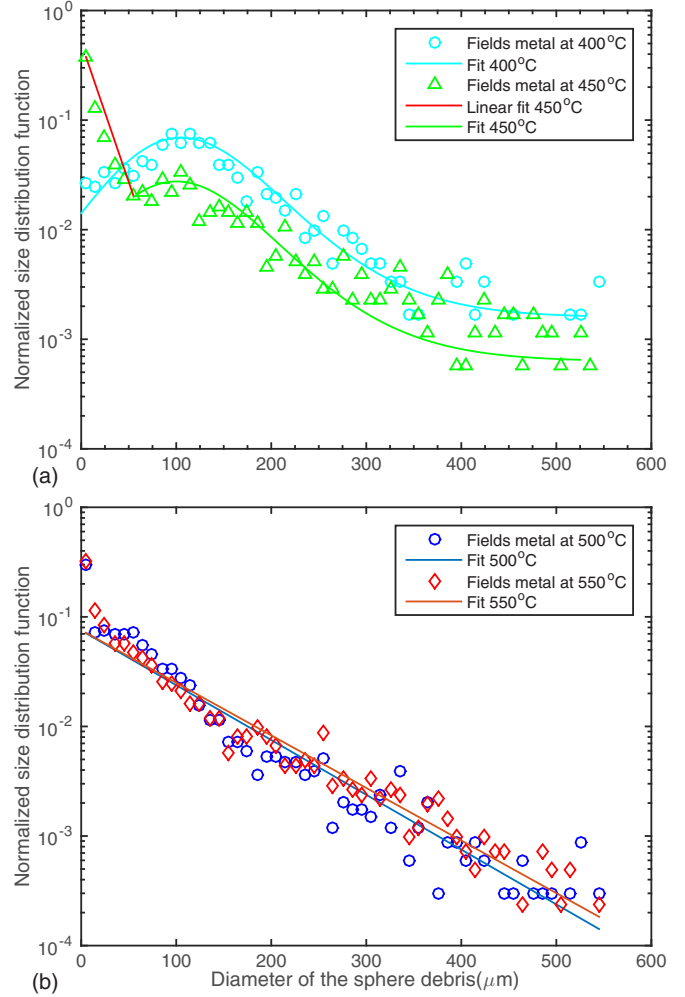 10^0
10^-1
10^-2
10^-3
10^-4
Normalized size distribution function
Fields metal at 400°C
Fit 400°C
Fields metal at 450°C
Linear fit 450°C
Fit 450°C
0 100 200 300 400 500 600
(a)
10^0
10^-1
10^-2
10^-3
10^-4
Normalized size distribution function
Fields metal at 500°C
Fit 500°C
Fields metal at 550°C
Fit 550°C
0 100 200 300 400 500 600
(b) Diameter of the sphere debris(μm)